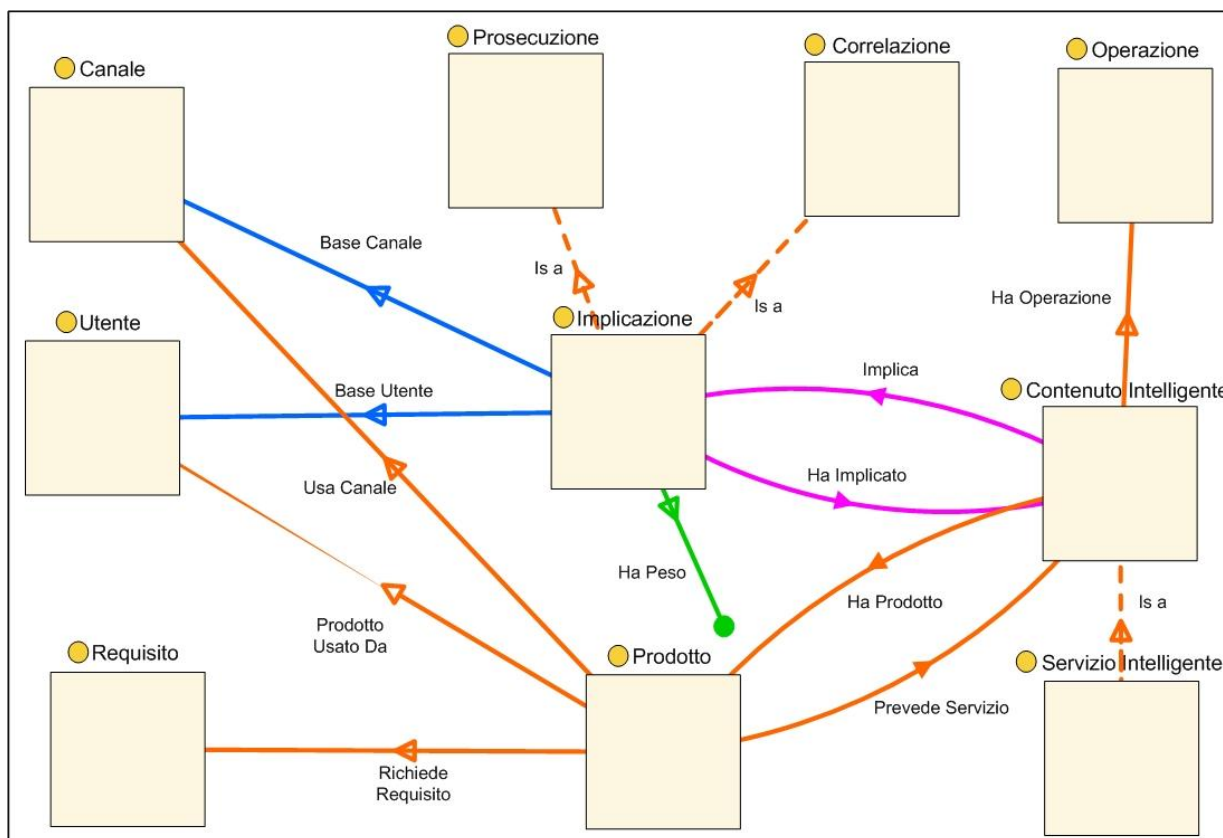 Prosecuzione
Correlazione
Operazione
Canale
Base Canale
Is a
Is a
Ha Operazione
Utente
Implicazione
Base Utente
Implica
Contenuto Intelligente
Usa Canale
Ha Implicato
Ha Peso
Ha Prodotto
Is a
Prodotto
Usato Da
Requisito
Prodotto
Servizio Intelligente
Prevede Servizio
Richiede
Requisito